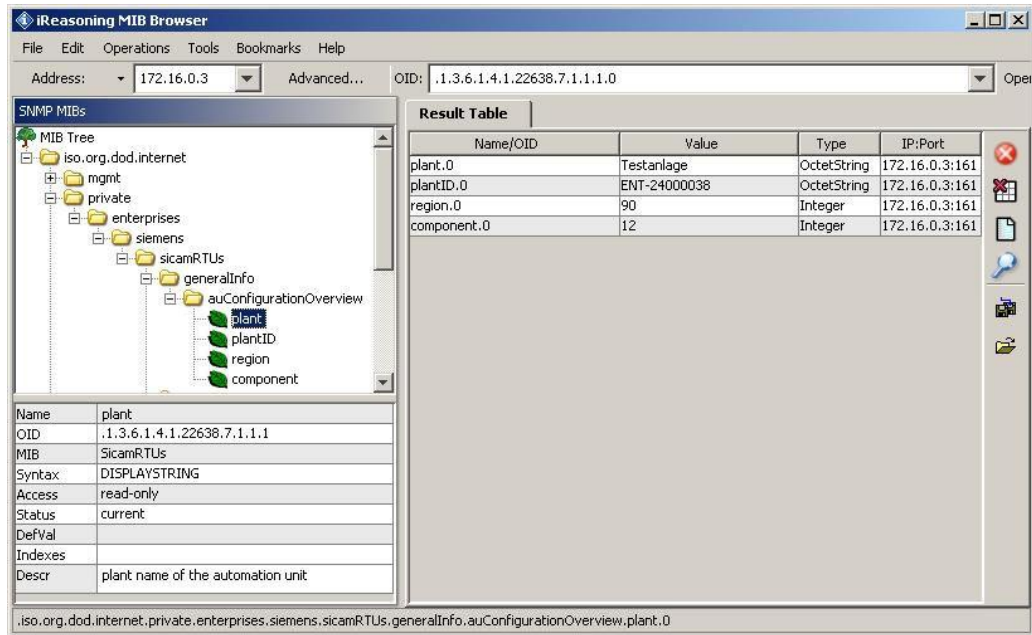 iReasoning MIB Browser
File Edit Operations Tools Bookmarks Help
Address: 172.16.0.3 Advanced... OID: .1.3.6.1.4.1.22638.7.1.1.1.0 Oper
SNMP MIBs
MIB Tree
iso.org.dod.internet
mgmt
private
enterprises
siemens
sicamRTUs
generalInfo
auConfigurationOverview
plant
plantID
region
component
Name plant
OID .1.3.6.1.4.1.22638.7.1.1.1
MIB SicamRTUs
Syntax DISPLAYSTRING
Access read-only
Status current
DefVal
Indexes
Descr plant name of the automation unit
Result Table
Name/OID Value Type IP:Port
plant.0 Testanlage OctetString 172.16.0.3:161
plantID.0 ENT-24000038 OctetString 172.16.0.3:161
region.0 90 Integer 172.16.0.3:161
component.0 12 Integer 172.16.0.3:161
.iso.org.dod.internet.private.enterprises.siemens.sicamRTUs.generalInfo.auConfigurationOverview.plant.0